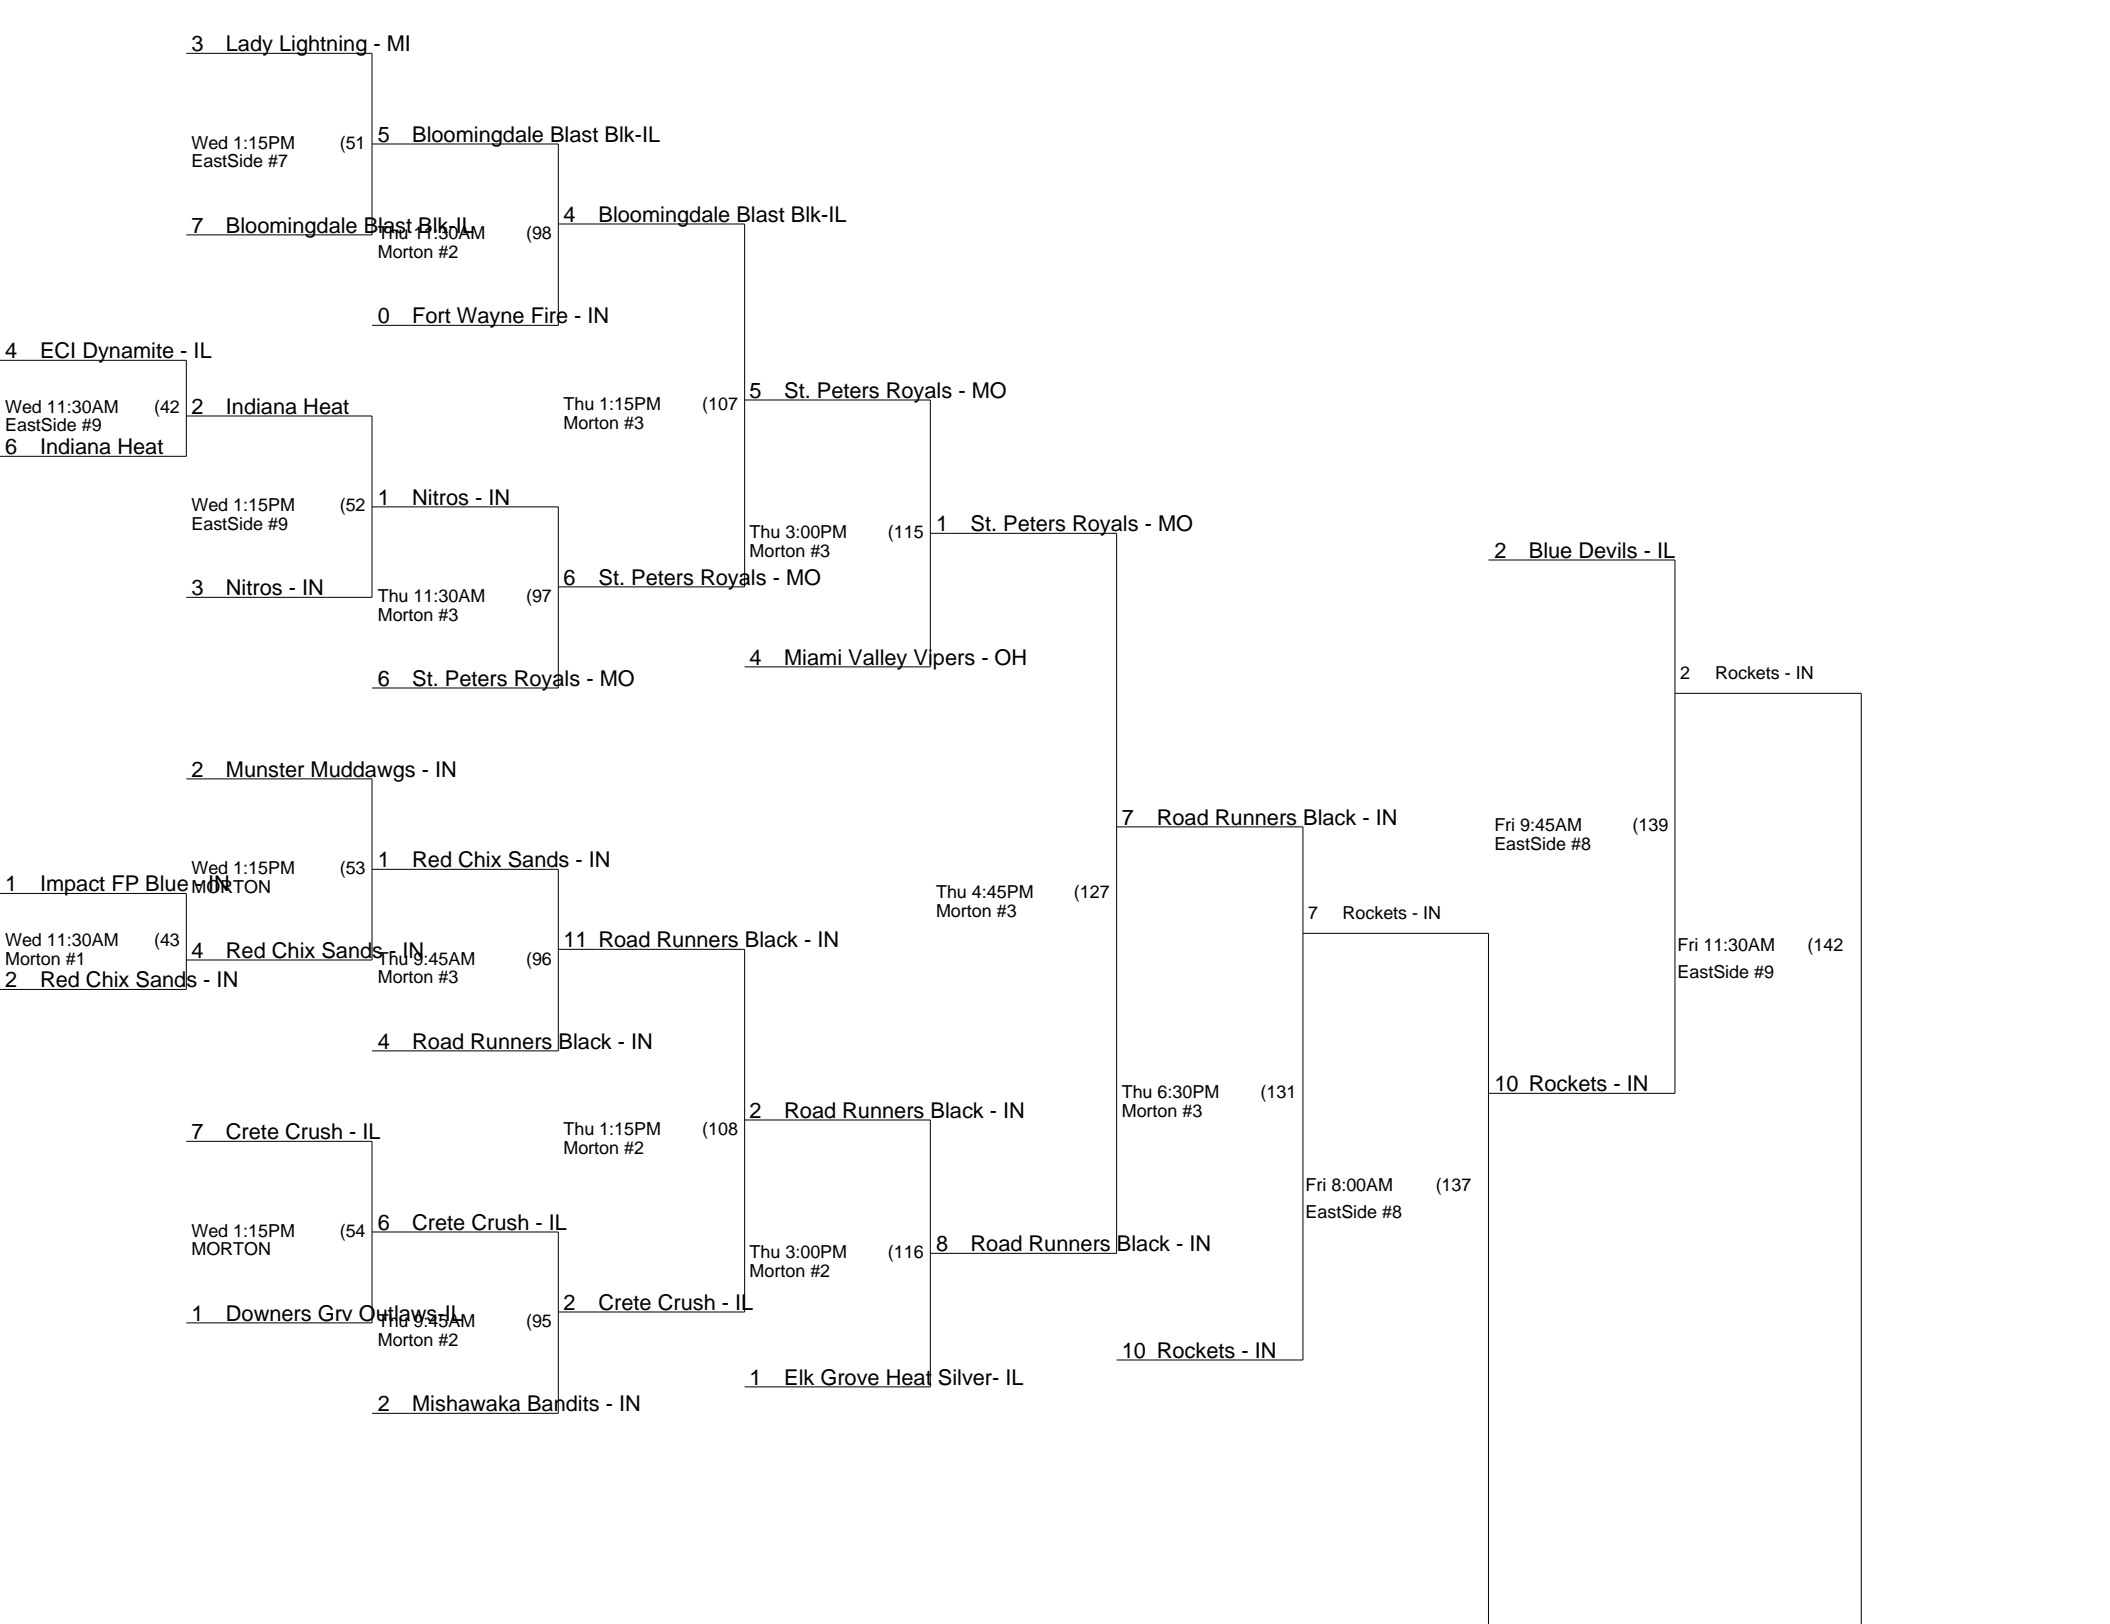 3 Lady Lightning - MI
5 Bloomingdale Blast Blk-IL
Wed 1:15PM (51
EastSide #7
4 Bloomingdale Blast Blk-IL
7 Bloomingdale Blast Blk-IL
Thu 11:30AM (98
Morton #2
0 Fort Wayne Fire - IN
4 ECI Dynamite - IL
5 St. Peters Royals - MO
Wed 11:30AM (42
EastSide #9
2 Indiana Heat
Thu 1:15PM (107
Morton #3
6 Indiana Heat
1 Nitros - IN
Wed 1:15PM (52
EastSide #9
1 St. Peters Royals - MO
Thu 3:00PM (115
Morton #3
2 Blue Devils - IL
6 St. Peters Royals - MO
3 Nitros - IN
Thu 11:30AM (97
Morton #3
4 Miami Valley Vipers - OH
2 Rockets - IN
6 St. Peters Royals - MO
2 Munster Muddawgs - IN
7 Road Runners Black - IN
Fri 9:45AM (139
EastSide #8
1 Red Chix Sands - IN
Wed 1:15PM (53
MORTON
1 Impact FP Blue - IN
Thu 4:45PM (127
Morton #3
7 Rockets - IN
Wed 11:30AM (43
Morton #1
11 Road Runners Black - IN
Fri 11:30AM (142
EastSide #9
4 Red Chix Sands - IN
Thu 9:45AM (96
Morton #3
2 Red Chix Sands - IN
4 Road Runners Black - IN
10 Rockets - IN
Thu 6:30PM (131
Morton #3
2 Road Runners Black - IN
7 Crete Crush - IL
Thu 1:15PM (108
Morton #2
Fri 8:00AM (137
EastSide #8
6 Crete Crush - IL
Wed 1:15PM (54
MORTON
8 Road Runners Black - IN
Thu 3:00PM (116
Morton #2
2 Crete Crush - IL
1 Downers Grv Outlaws-IL
Thu 9:45AM (95
Morton #2
10 Rockets - IN
1 Elk Grove Heat Silver- IL
2 Mishawaka Bandits - IN